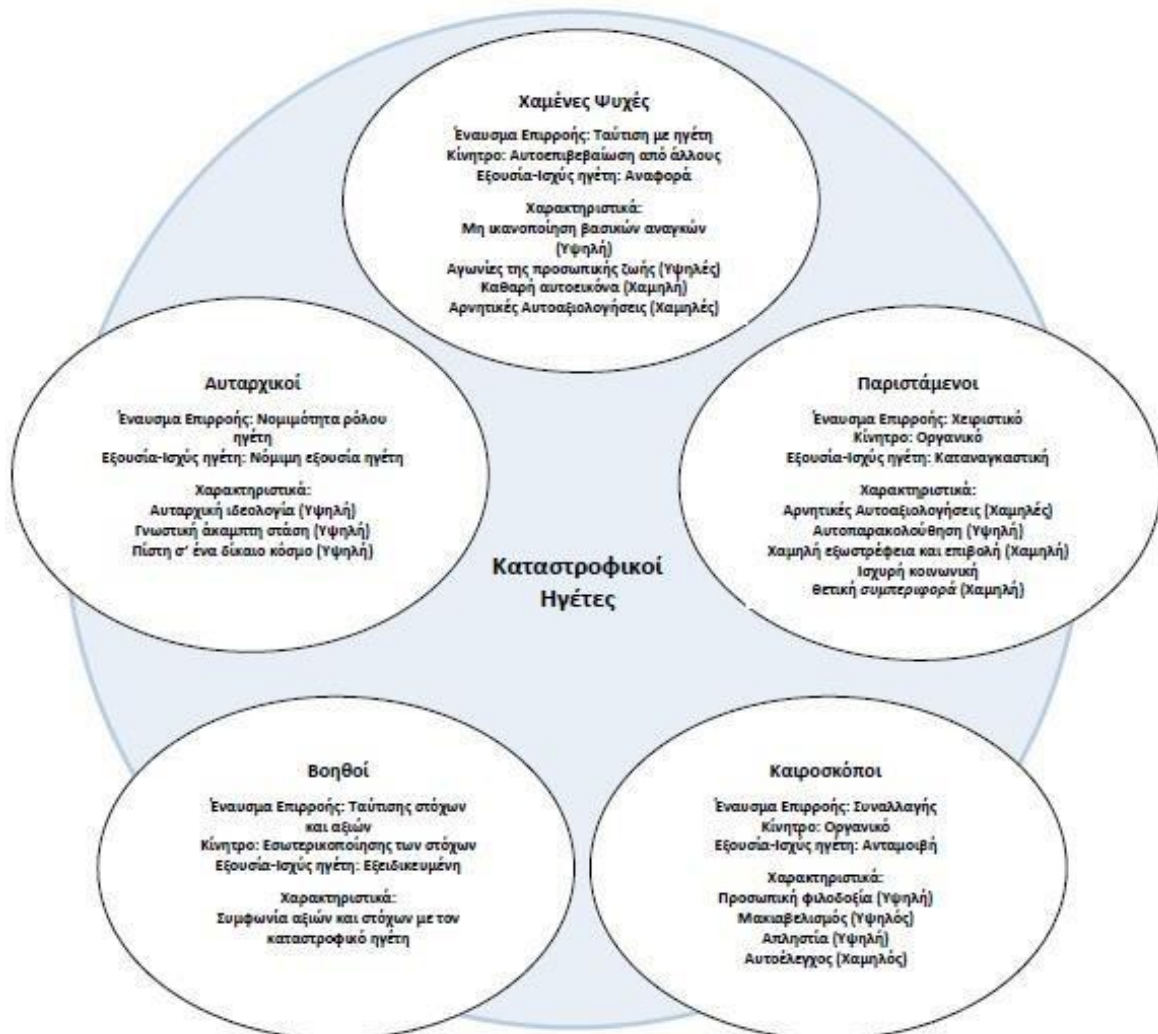 Χαμένες Ψυχές
Έναυσμα Επιρροής: Ταύτιση με ηγέτη
Κίνητρο: Αυτοεπιβεβαίωση από άλλους
Εξουσία-Ισχύς ηγέτη: Αναφορά
Χαρακτηριστικά:
Μη ικανοποίηση βασικών αναγκών
(Υψηλή)
Αγωνίες της προσωπικής ζωής (Υψηλές)
Καθαρή αυτοεικόνα (Χαμηλή)
Αρνητικές Αυτοαξιολογήσεις (Χαμηλές)
Αυταρχικοί
Έναυσμα Επιρροής: Νομιμότητα ρόλου
ηγέτη
Εξουσία-Ισχύς ηγέτη: Νόμιμη εξουσία ηγέτη
Χαρακτηριστικά:
Αυταρχική ιδεολογία (Υψηλή)
Γνωστική άκαμπτη στάση (Υψηλή)
Πίστη σ' ένα δίκαιο κόσμο (Υψηλή)
Παριστάμενοι
Έναυσμα Επιρροής: Χειριστικό
Κίνητρο: Οργανικό
Εξουσία-Ισχύς ηγέτη: Καταναγκαστική
Χαρακτηριστικά:
Αρνητικές Αυτοαξιολογήσεις (Χαμηλές)
Αυτοπαρακολούθηση (Υψηλή)
Χαμηλή εξωστρέφεια και επιβολή (Χαμηλή)
Ισχυρή κοινωνική
θετική συμπεριφορά (Χαμηλή)
Καταστροφικοί
Ηγέτες
Βοηθοί
Έναυσμα Επιρροής: Ταύτισης στόχων
και αξιών
Κίνητρο: Εσωτερικοποίησης των στόχων
Εξουσία-Ισχύς ηγέτη: Εξειδικευμένη
Χαρακτηριστικά:
Συμφωνία αξιών και στόχων με τον
καταστροφικό ηγέτη
Καιροσκόποι
Έναυσμα Επιρροής: Συναλλαγής
Κίνητρο: Οργανικό
Εξουσία-Ισχύς ηγέτη: Ανταμοιβή
Χαρακτηριστικά:
Προσωπική φιλοδοξία (Υψηλή)
Μακιαβελισμός (Υψηλός)
Απληστία (Υψηλή)
Αυτοέλεγχος (Χαμηλός)